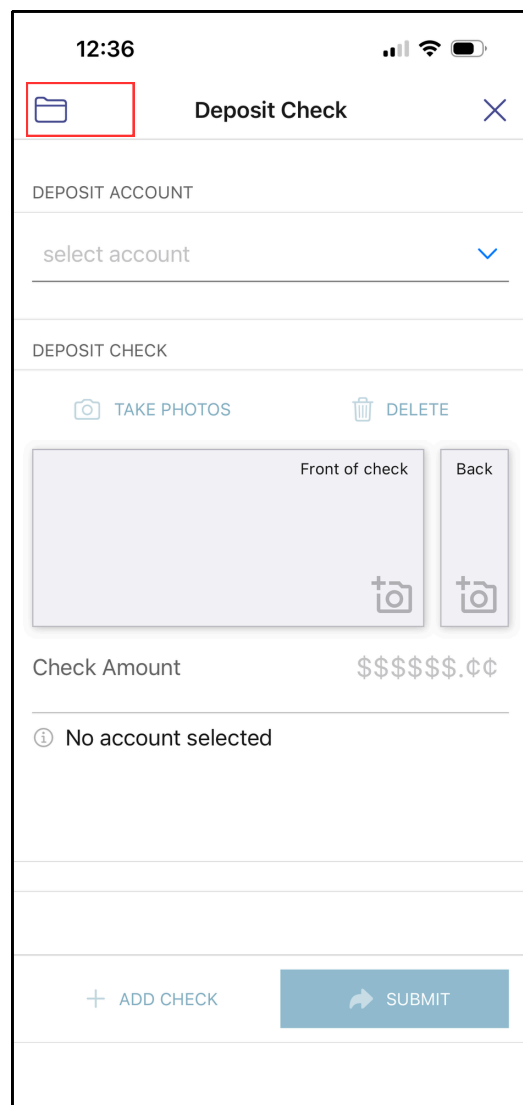 12:36
Deposit Check
DEPOSIT ACCOUNT
select account
DEPOSIT CHECK
TAKE PHOTOS DELETE
Front of check Back
Check Amount $$$$$$.¢¢
No account selected
ADD CHECK SUBMIT